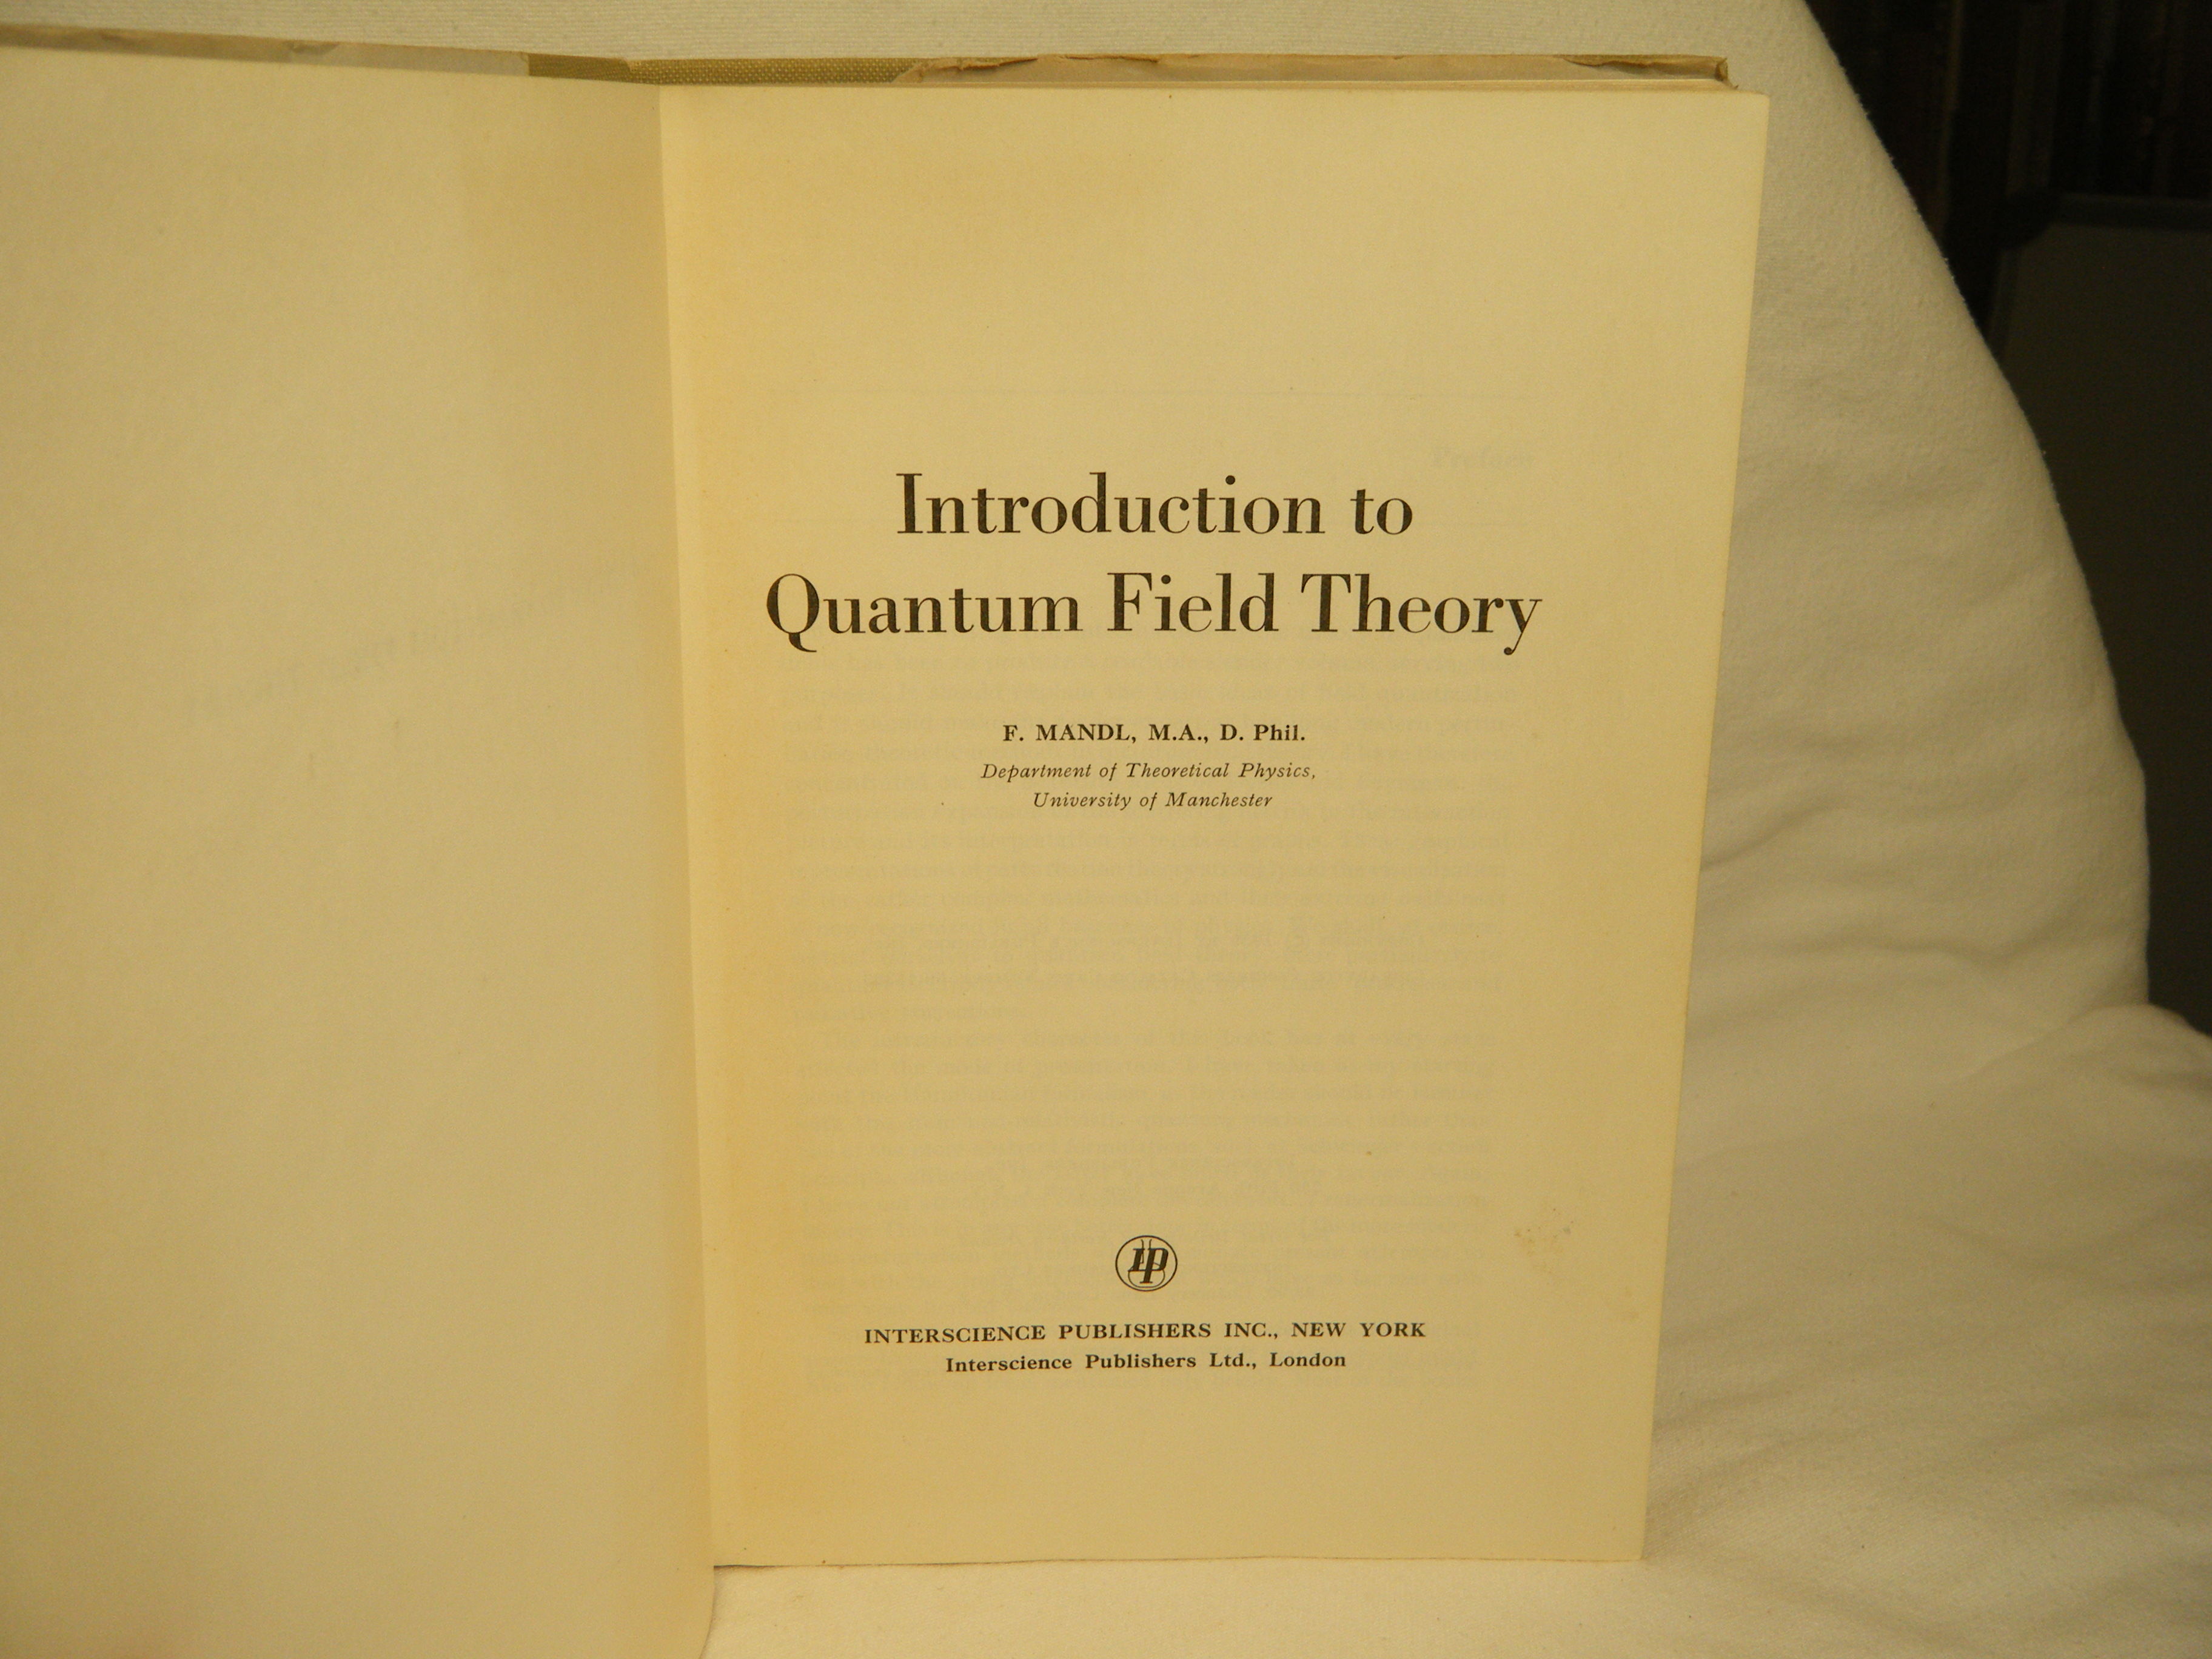 Introduction to
Quantum Field Theory
F. MANDL, M.A., D. Phil.
Department of Theoretical Physics,
University of Manchester
IP
INTERSCIENCE PUBLISHERS INC., NEW YORK
Interscience Publishers Ltd., London